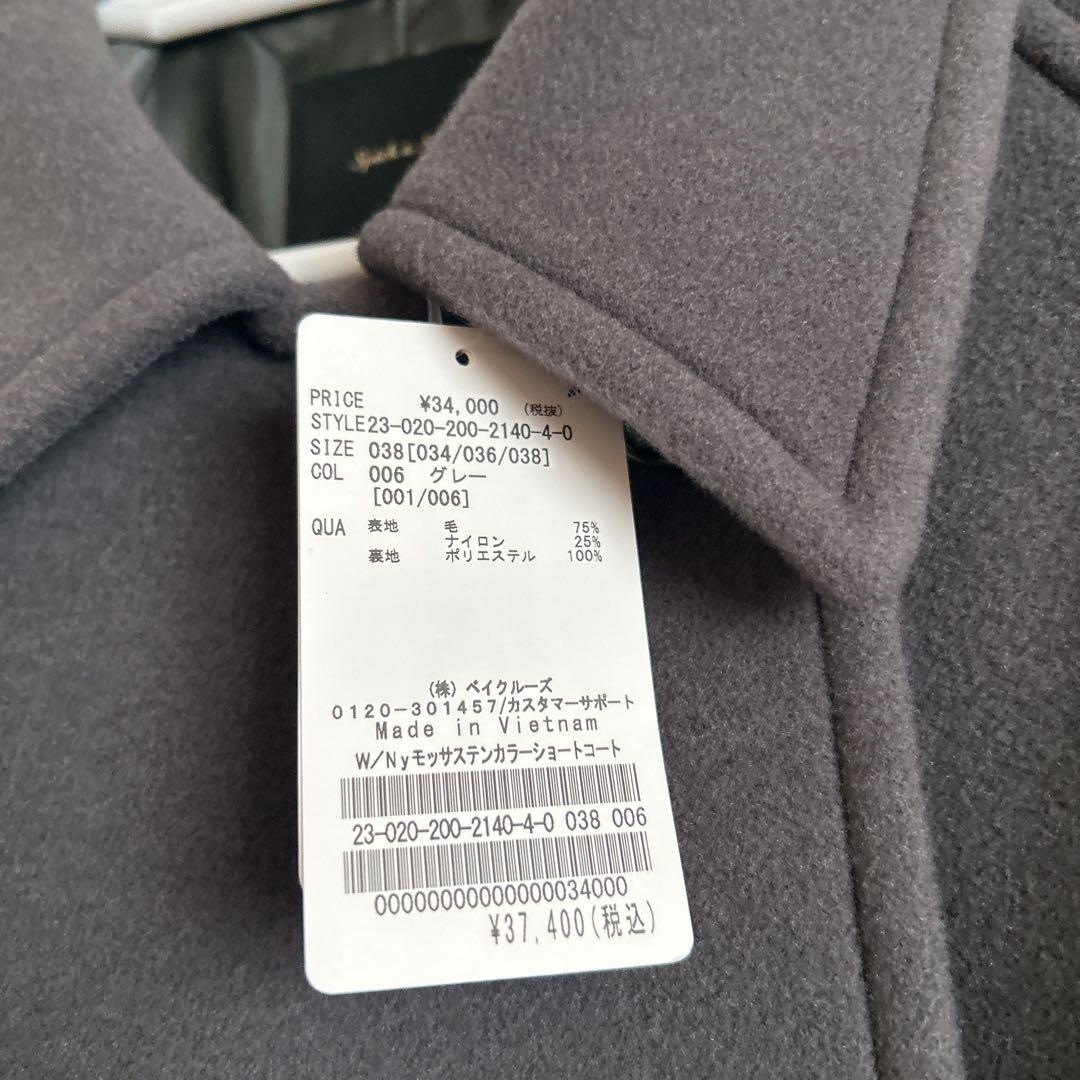 PRICE ¥34,000 (税抜)
STYLE23-020-200-2140-4-0
SIZE 038[034/036/038]
COL 006 グレー
[001/006]
QUA 表地 毛 75%
ナイロン 25%
裏地 ポリエステル 100%
(株) ベイクルーズ
0120-301457/カスタマーサポート
Made in Vietnam
W/Nyモッサステンカラーショートコート
23-020-200-2140-4-0 038 006
00000000000000034000
¥37,400(税込)